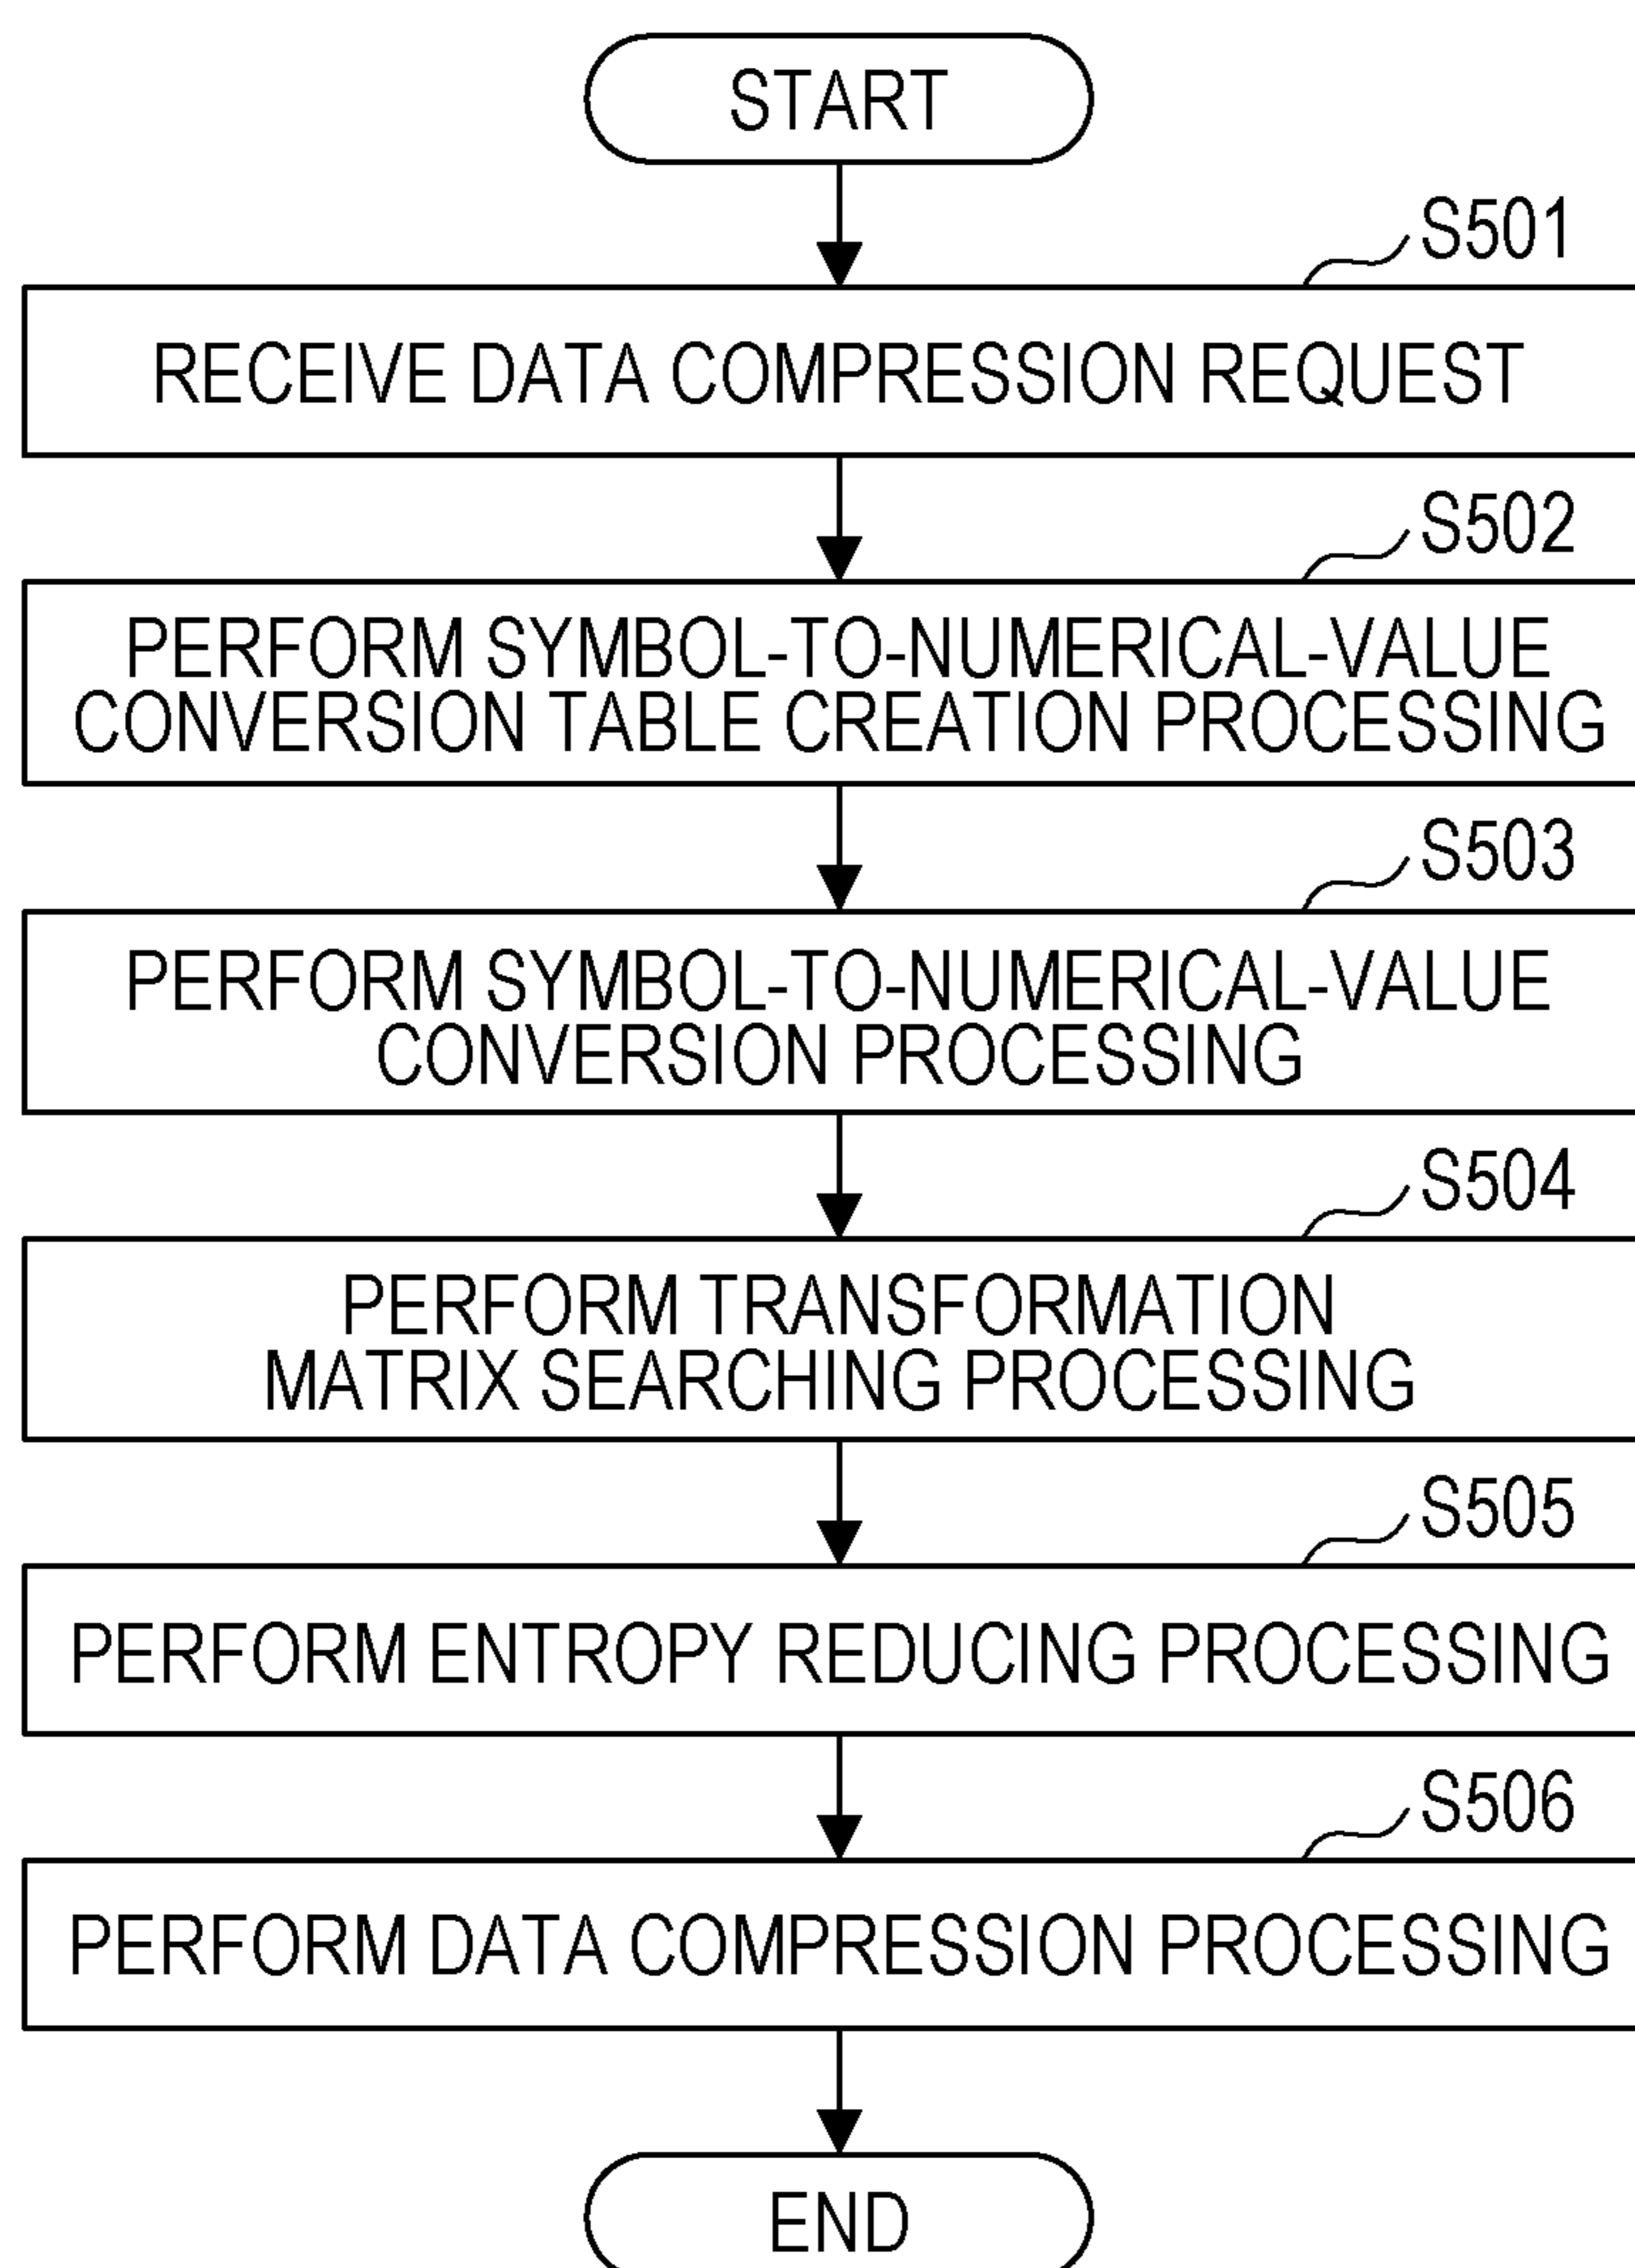 START
S501
RECEIVE DATA COMPRESSION REQUEST
S502
PERFORM SYMBOL-TO-NUMERICAL-VALUE
CONVERSION TABLE CREATION PROCESSING
S503
PERFORM SYMBOL-TO-NUMERICAL-VALUE
CONVERSION PROCESSING
S504
PERFORM TRANSFORMATION
MATRIX SEARCHING PROCESSING
S505
PERFORM ENTROPY REDUCING PROCESSING
S506
PERFORM DATA COMPRESSION PROCESSING
END